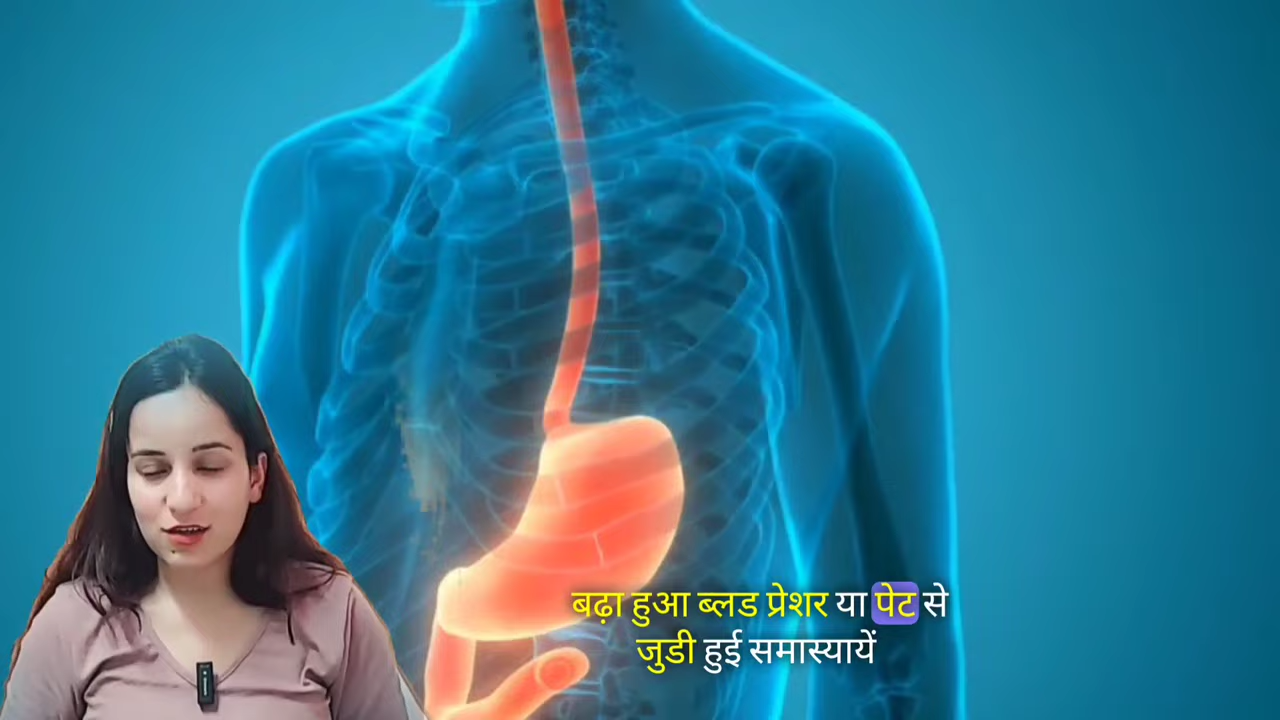 बढ़ा हुआ ब्लड प्रेशर या पेट से
जुडी हुई समास्यायें